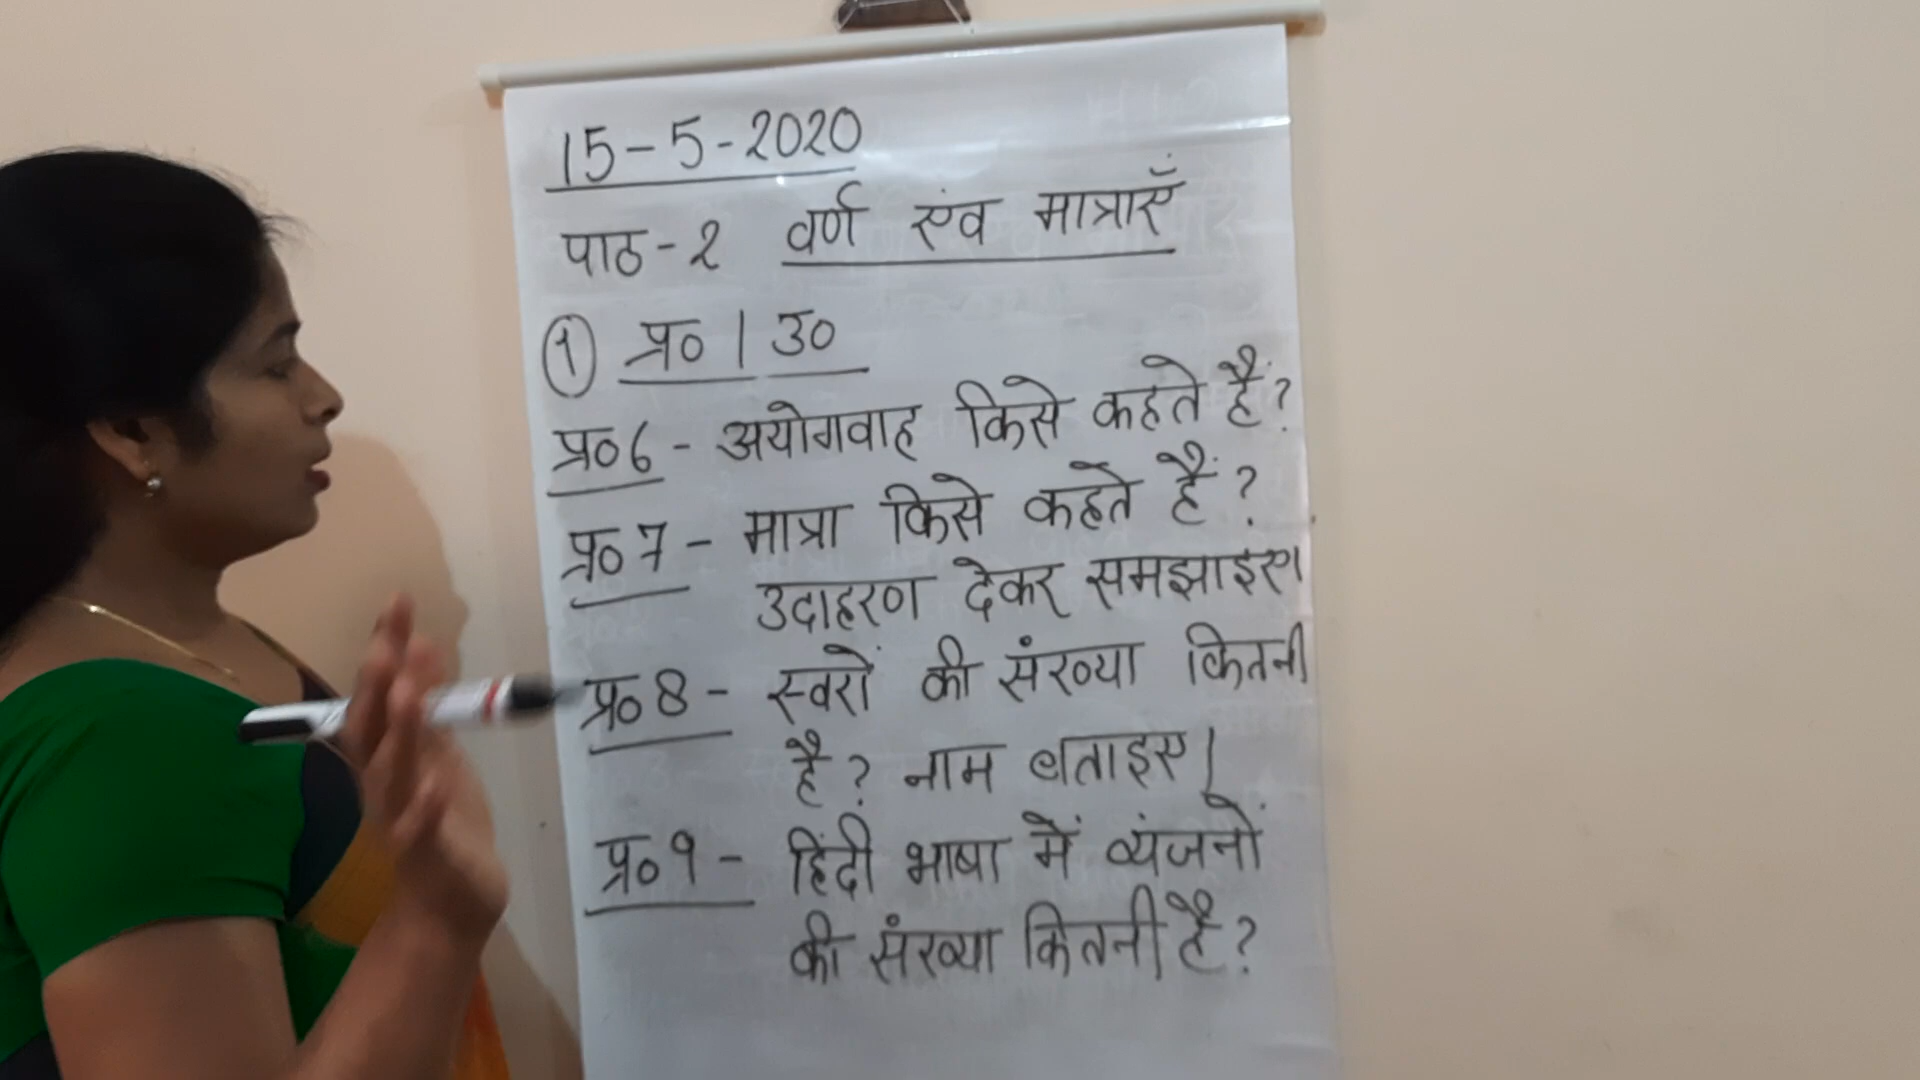 15-5-2020
पाठ-2 वर्ण एंव मात्राएँ
① प्र० | उ०
प्र०6 - अयोगवाह किसे कहते हैं?
प्र०7 - मात्रा किसे कहते हैं ?
उदाहरण देकर समझाइए।
प्र०8 - स्वरों की संख्या कितनी
है? नाम बताइए।
प्र०9 - हिंदी भाषा में व्यंजनों
की संख्या कितनी है?